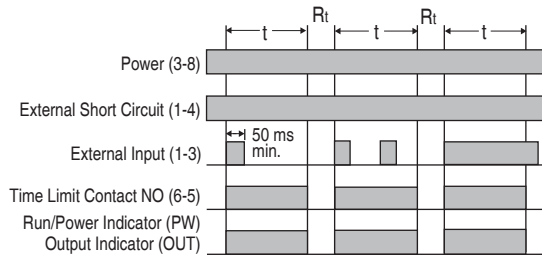 Rt Rt
t t t
Power (3-8)
External Short Circuit (1-4)
50 ms
External Input (1-3) min.
Time Limit Contact NO (6-5)
Run/Power Indicator (PW)
Output Indicator (OUT)